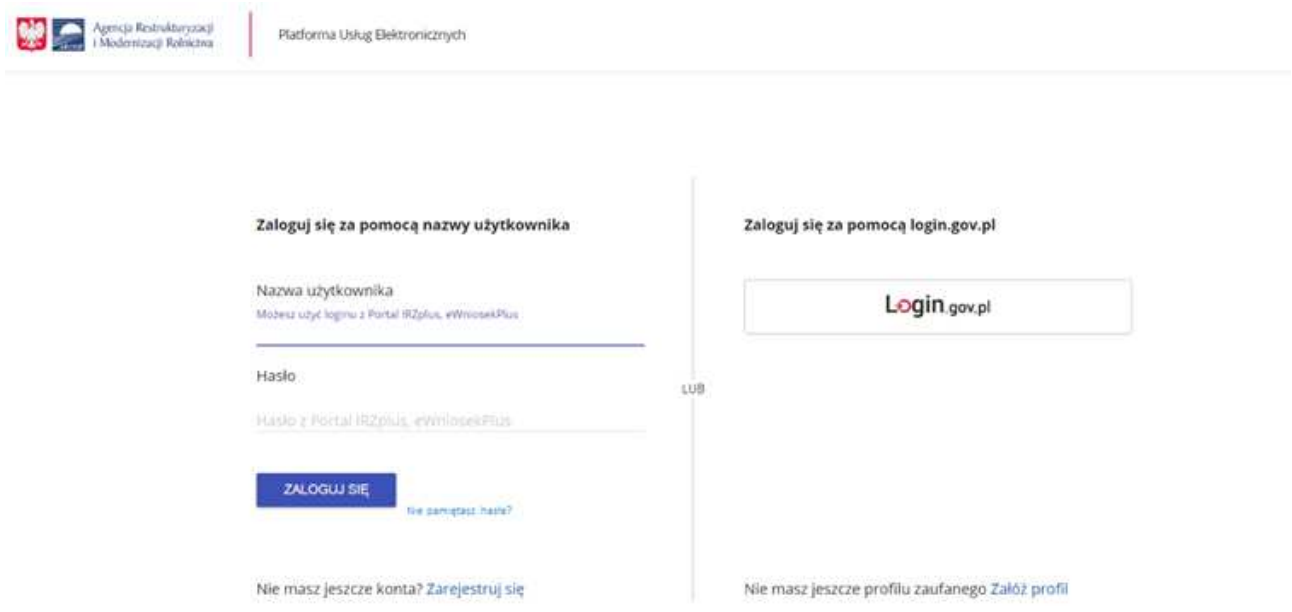 Agencja Restrukturyzacji
i Modernizacji Rolnictwa
Platforma Usług Elektronicznych
Zaloguj się za pomocą nazwy użytkownika
Nazwa użytkownika
Możesz użyć loginu z Portal IRZplus, eWniosekPlus
Hasło
Hasło z Portal IRZplus, eWniosekPlus
ZALOGUJ SIĘ
Nie pamiętasz hasła?
Nie masz jeszcze konta? Zarejestruj się
LUB
Zaloguj się za pomocą login.gov.pl
Login.gov.pl
Nie masz jeszcze profilu zaufanego Załóż profil